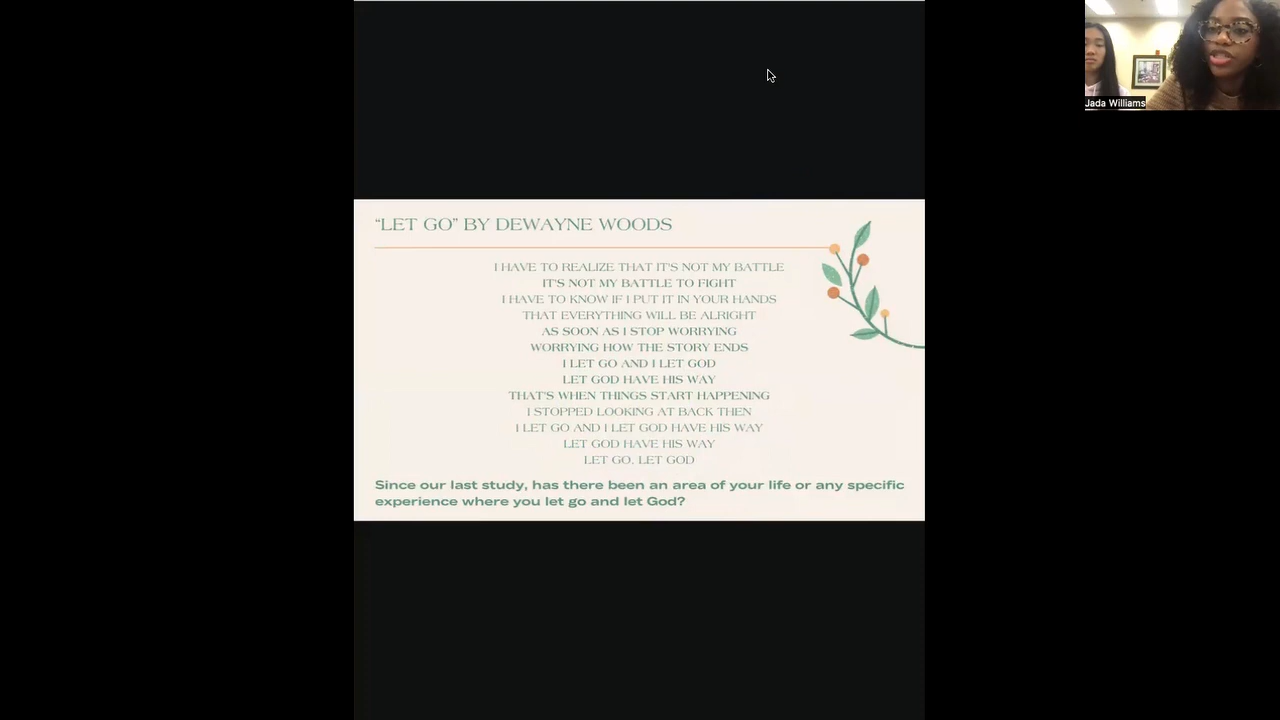 "LET GO" BY DEWAYNE WOODS
I HAVE TO REALIZE THAT IT'S NOT MY BATTLE
IT'S NOT MY BATTLE TO FIGHT
I HAVE TO KNOW IF I PUT IT IN YOUR HANDS
THAT EVERYTHING WILL BE ALRIGHT
AS SOON AS I STOP WORRYING
WORRYING HOW THE STORY ENDS
I LET GO AND I LET GOD
LET GOD HAVE HIS WAY
THAT'S WHEN THINGS START HAPPENING
I STOPPED LOOKING AT BACK THEN
I LET GO AND I LET GOD HAVE HIS WAY
LET GOD HAVE HIS WAY
LET GO, LET GOD
Since our last study, has there been an area of your life or any specific
experience where you let go and let God?
Jada Williams